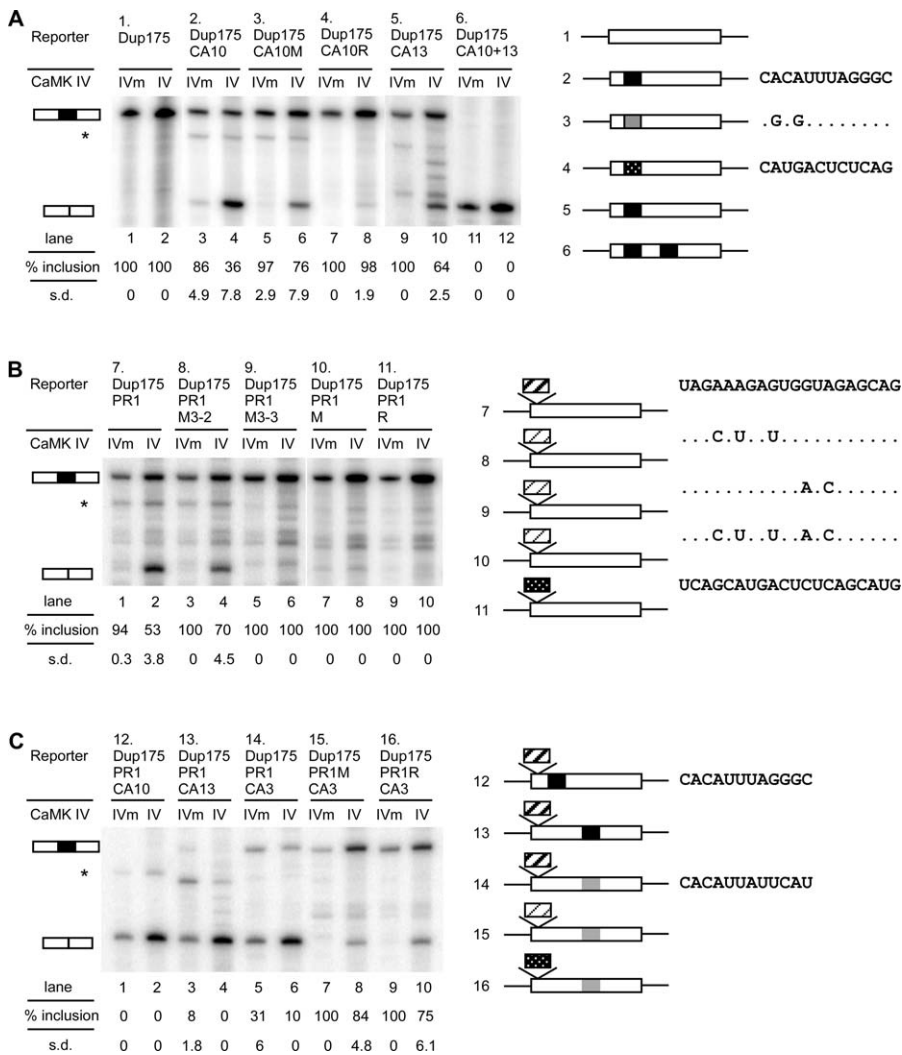 A
Reporter
1.
Dup175
2.
Dup175
CA10
3.
Dup175
CA10M
4.
Dup175
CA10R
5.
Dup175
CA13
6.
Dup175
CA10+13
CaMK IV IVm IV IVm IV IVm IV IVm IV IVm IV IVm IV
*
lane 1 2 3 4 5 6 7 8 9 10 11 12
% inclusion 100 100 86 36 97 76 100 98 100 64 0 0
s.d. 0 0 4.9 7.8 2.9 7.9 0 1.9 0 2.5 0 0
1
2 CACAUUUAGGGC
3 .G.G........
4 CAUGACUCUCAG
5
6
B
Reporter
7.
Dup175
PR1
8.
Dup175
PR1
M3-2
9.
Dup175
PR1
M3-3
10.
Dup175
PR1
M
11.
Dup175
PR1
R
CaMK IV IVm IV IVm IV IVm IV IVm IV IVm IV
*
lane 1 2 3 4 5 6 7 8 9 10
% inclusion 94 53 100 70 100 100 100 100 100 100
s.d. 0.3 3.8 0 4.5 0 0 0 0 0 0
UAGAAAGAGUGGUAGAGCAG
7
...C.U..U...........
8
...........A.C......
9
...C.U..U..A.C......
10
UCAGCAUGACUCUCAGCAUG
11
C
Reporter
12.
Dup175
PR1
CA10
13.
Dup175
PR1
CA13
14.
Dup175
PR1
CA3
15.
Dup175
PR1M
CA3
16.
Dup175
PR1R
CA3
CaMK IV IVm IV IVm IV IVm IV IVm IV IVm IV
*
lane 1 2 3 4 5 6 7 8 9 10
% inclusion 0 0 8 0 31 10 100 84 100 75
s.d. 0 0 1.8 0 6 0 0 4.8 0 6.1
12 CACAUUUAGGGC
13
14 CACAUUAUUCAU
15
16